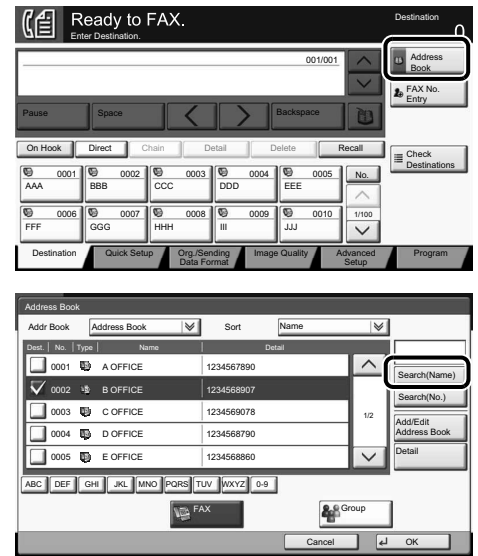 Ready to FAX.
Enter Destination.
Destination
0
001/001
Address
Book
FAX No.
Entry
Pause Space Backspace
On Hook Direct Chain Detail Delete Recall
Check
Destinations
0001 0002 0003 0004 0005 No.
AAA BBB CCC DDD EEE
0006 0007 0008 0009 0010 1/100
FFF GGG HHH III JJJ
Destination Quick Setup Org./Sending
Data Format Image Quality Advanced
Setup Program
Address Book
Addr Book Address Book Sort Name
Dest. No. Type Name Detail
0001 A OFFICE 1234567890
Search(Name)
0002 B OFFICE 1234568907
Search(No.)
0003 C OFFICE 1234569078
1/2
Add/Edit
Address Book
0004 D OFFICE 1234568790
Detail
0005 E OFFICE 1234568860
ABC DEF GHI JKL MNO PQRS TUV WXYZ 0-9
FAX Group
Cancel OK